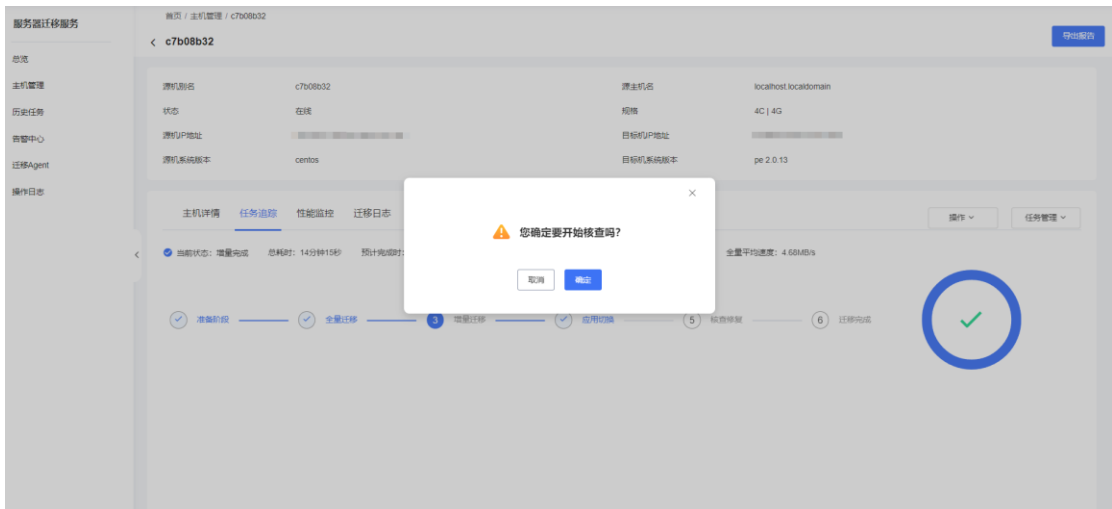 服务器迁移服务
总览
主机管理
历史任务
告警中心
迁移Agent
操作日志
首页 / 主机管理 / c7b08b32
c7b08b32
导出报告
源机别名 c7b08b32 源主机名 localhost.localdomain
状态 在线 规格 4C | 4G
源机IP地址 目标机IP地址
源机系统版本 centos 目标机系统版本 pe 2.0.13
主机详情 任务追踪 性能监控 迁移日志 操作 任务管理
当前状态：增量完成 总耗时：14分钟15秒 预计完成时: 全量平均速度：4.68MB/s
您确定要开始核查吗?
取消 确定
准备阶段 全量迁移 3 增量迁移 应用切换 5 核查修复 6 迁移完成